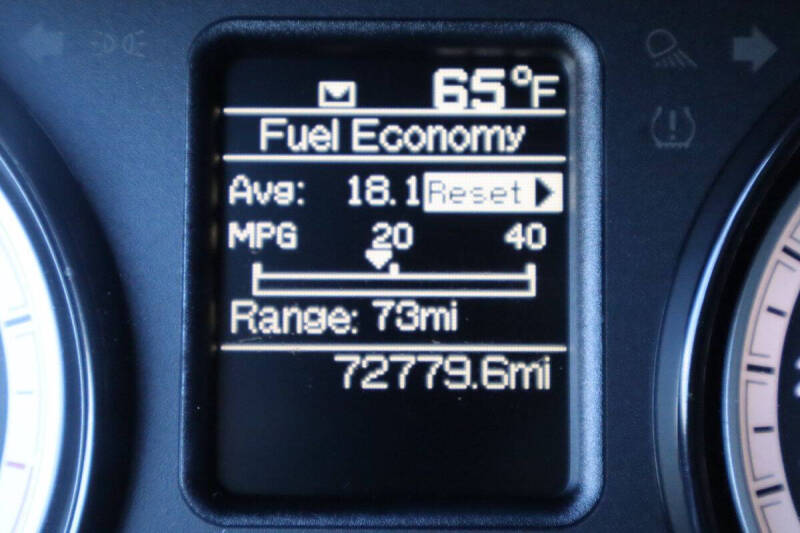 65°F
Fuel Economy
Avg: 18.1 Reset
MPG 20 40
Range: 73mi
72779.6mi